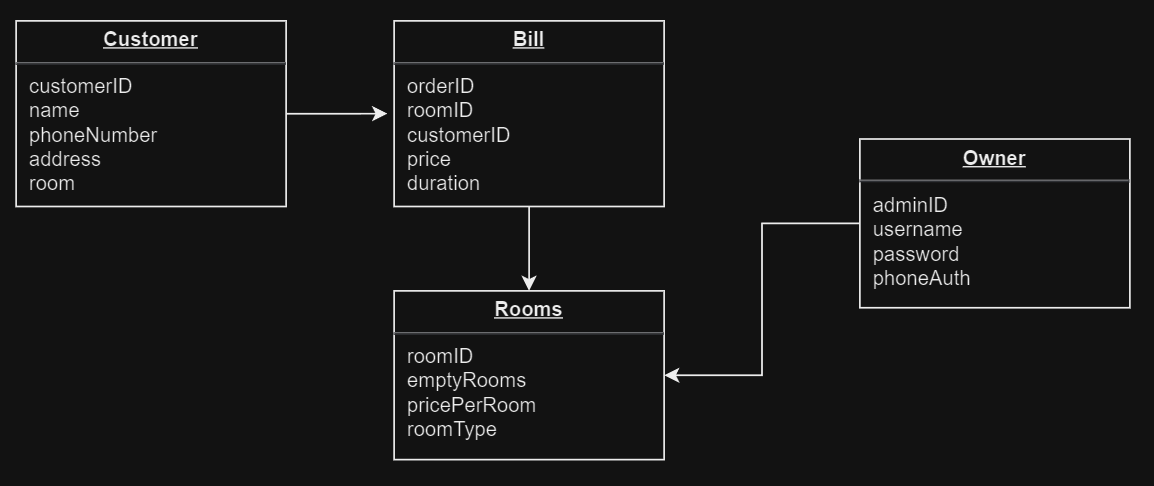 Customer
customerID
name
phoneNumber
address
room
Bill
orderID
roomID
customerID
price
duration
Owner
adminID
username
password
phoneAuth
Rooms
roomID
emptyRooms
pricePerRoom
roomType